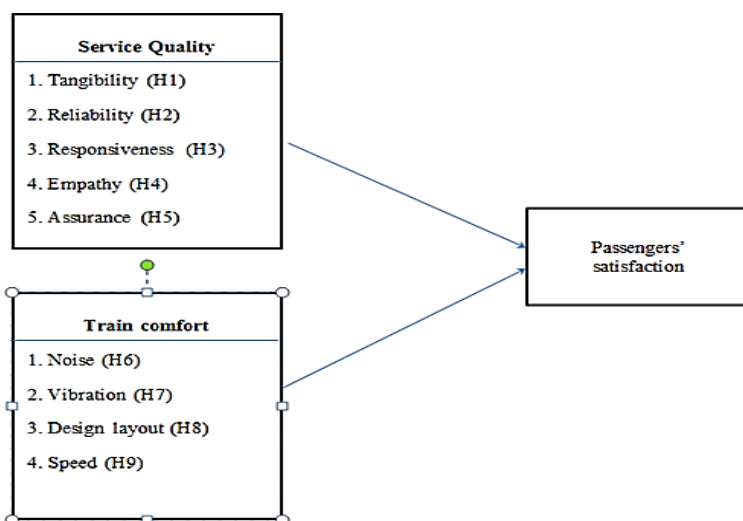 Service Quality
1. Tangibility (H1)
2. Reliability (H2)
3. Responsiveness (H3)
4. Empathy (H4)
5. Assurance (H5)
Passengers’
satisfaction
Train comfort
1. Noise (H6)
2. Vibration (H7)
3. Design layout (H8)
4. Speed (H9)